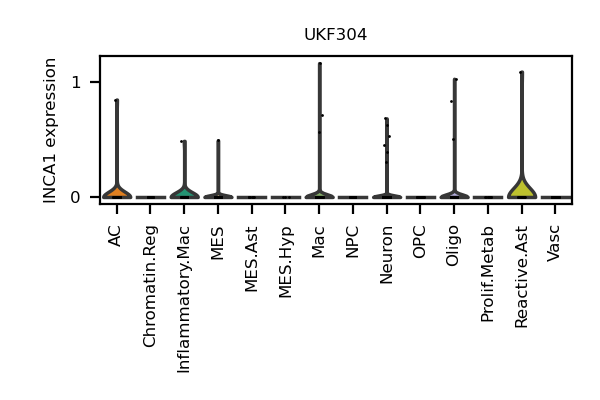 UKF304
INCA1 expression
1
0
AC
Chromatin.Reg
Inflammatory.Mac
MES
MES.Ast
MES.Hyp
Mac
NPC
Neuron
OPC
Oligo
Prolif.Metab
Reactive.Ast
Vasc